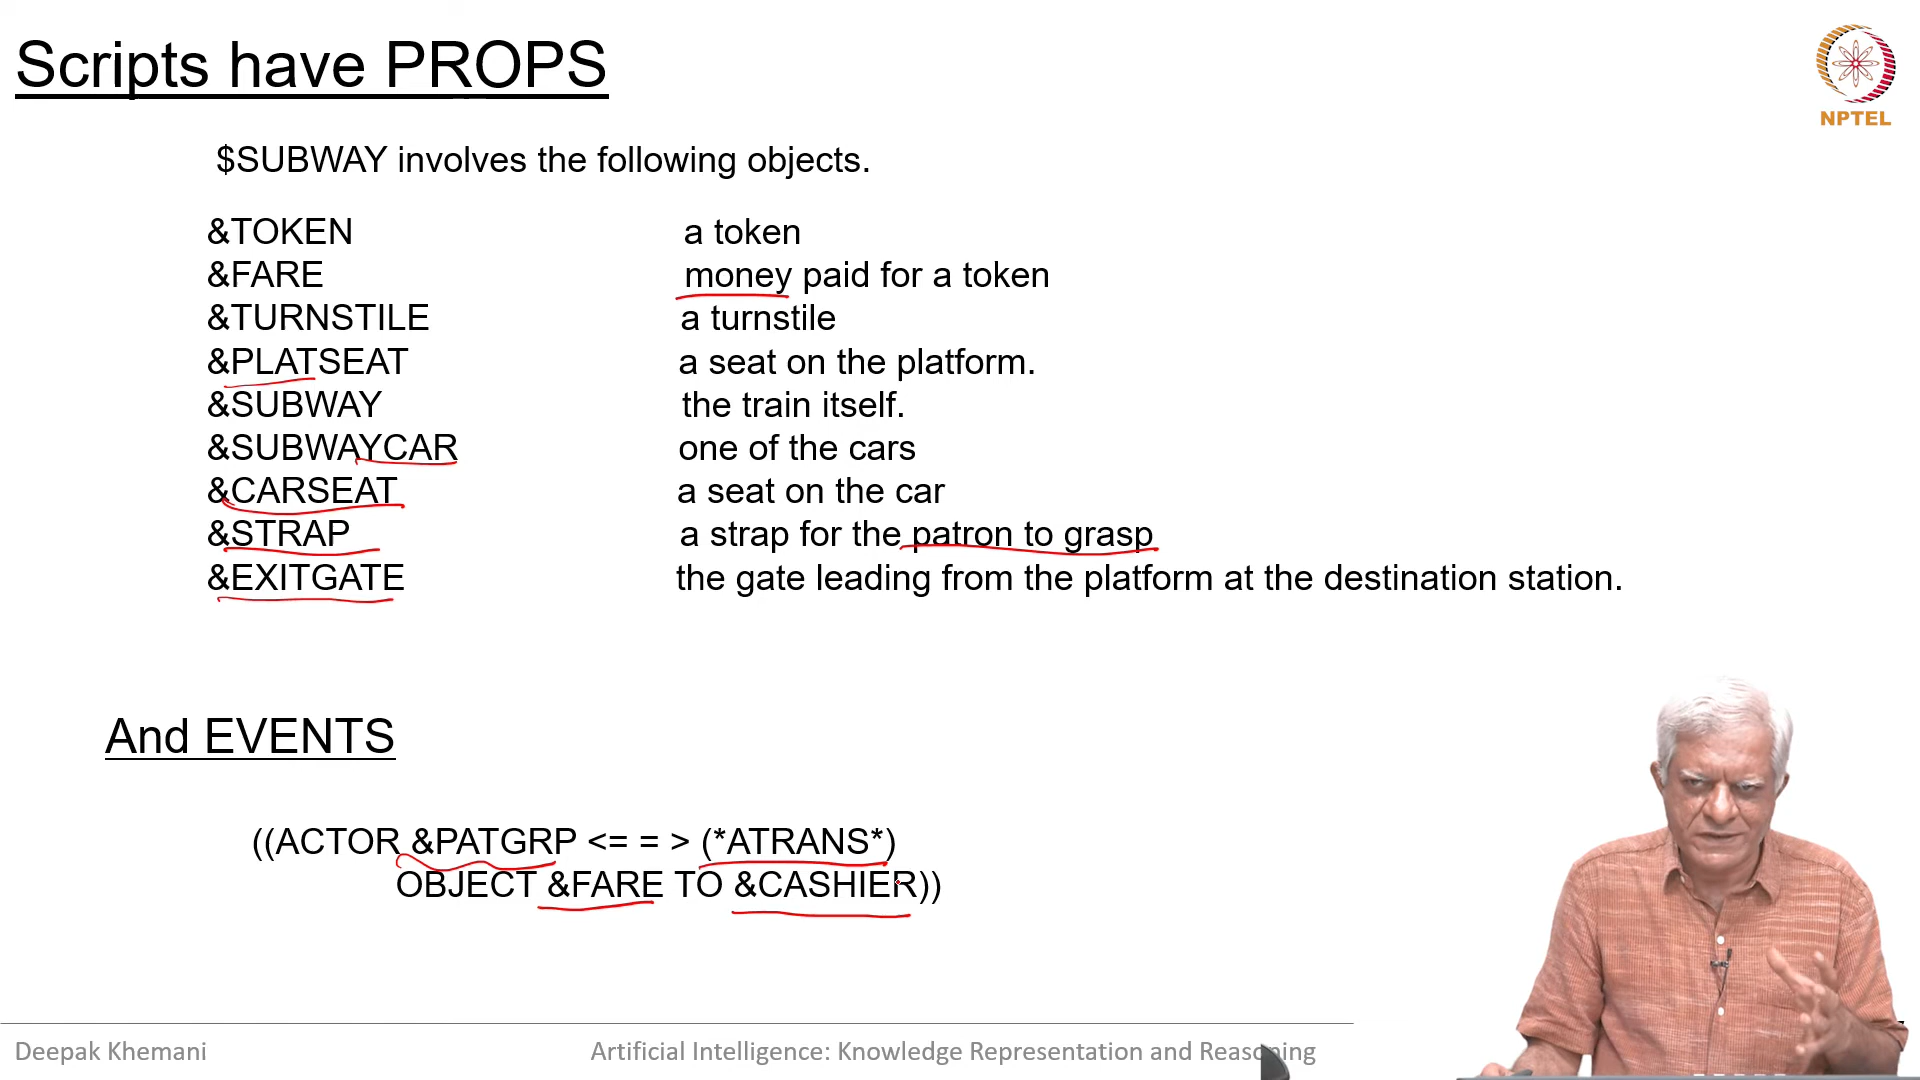 Scripts have PROPS
NPTEL
$SUBWAY involves the following objects.
&TOKEN a token
&FARE money paid for a token
&TURNSTILE a turnstile
&PLATSEAT a seat on the platform.
&SUBWAY the train itself.
&SUBWAYCAR one of the cars
&CARSEAT a seat on the car
&STRAP a strap for the patron to grasp
&EXITGATE the gate leading from the platform at the destination station.
And EVENTS
((ACTOR &PATGRP <= = > (*ATRANS*)
OBJECT &FARE TO &CASHIER))
Deepak Khemani Artificial Intelligence: Knowledge Representation and Reasoning